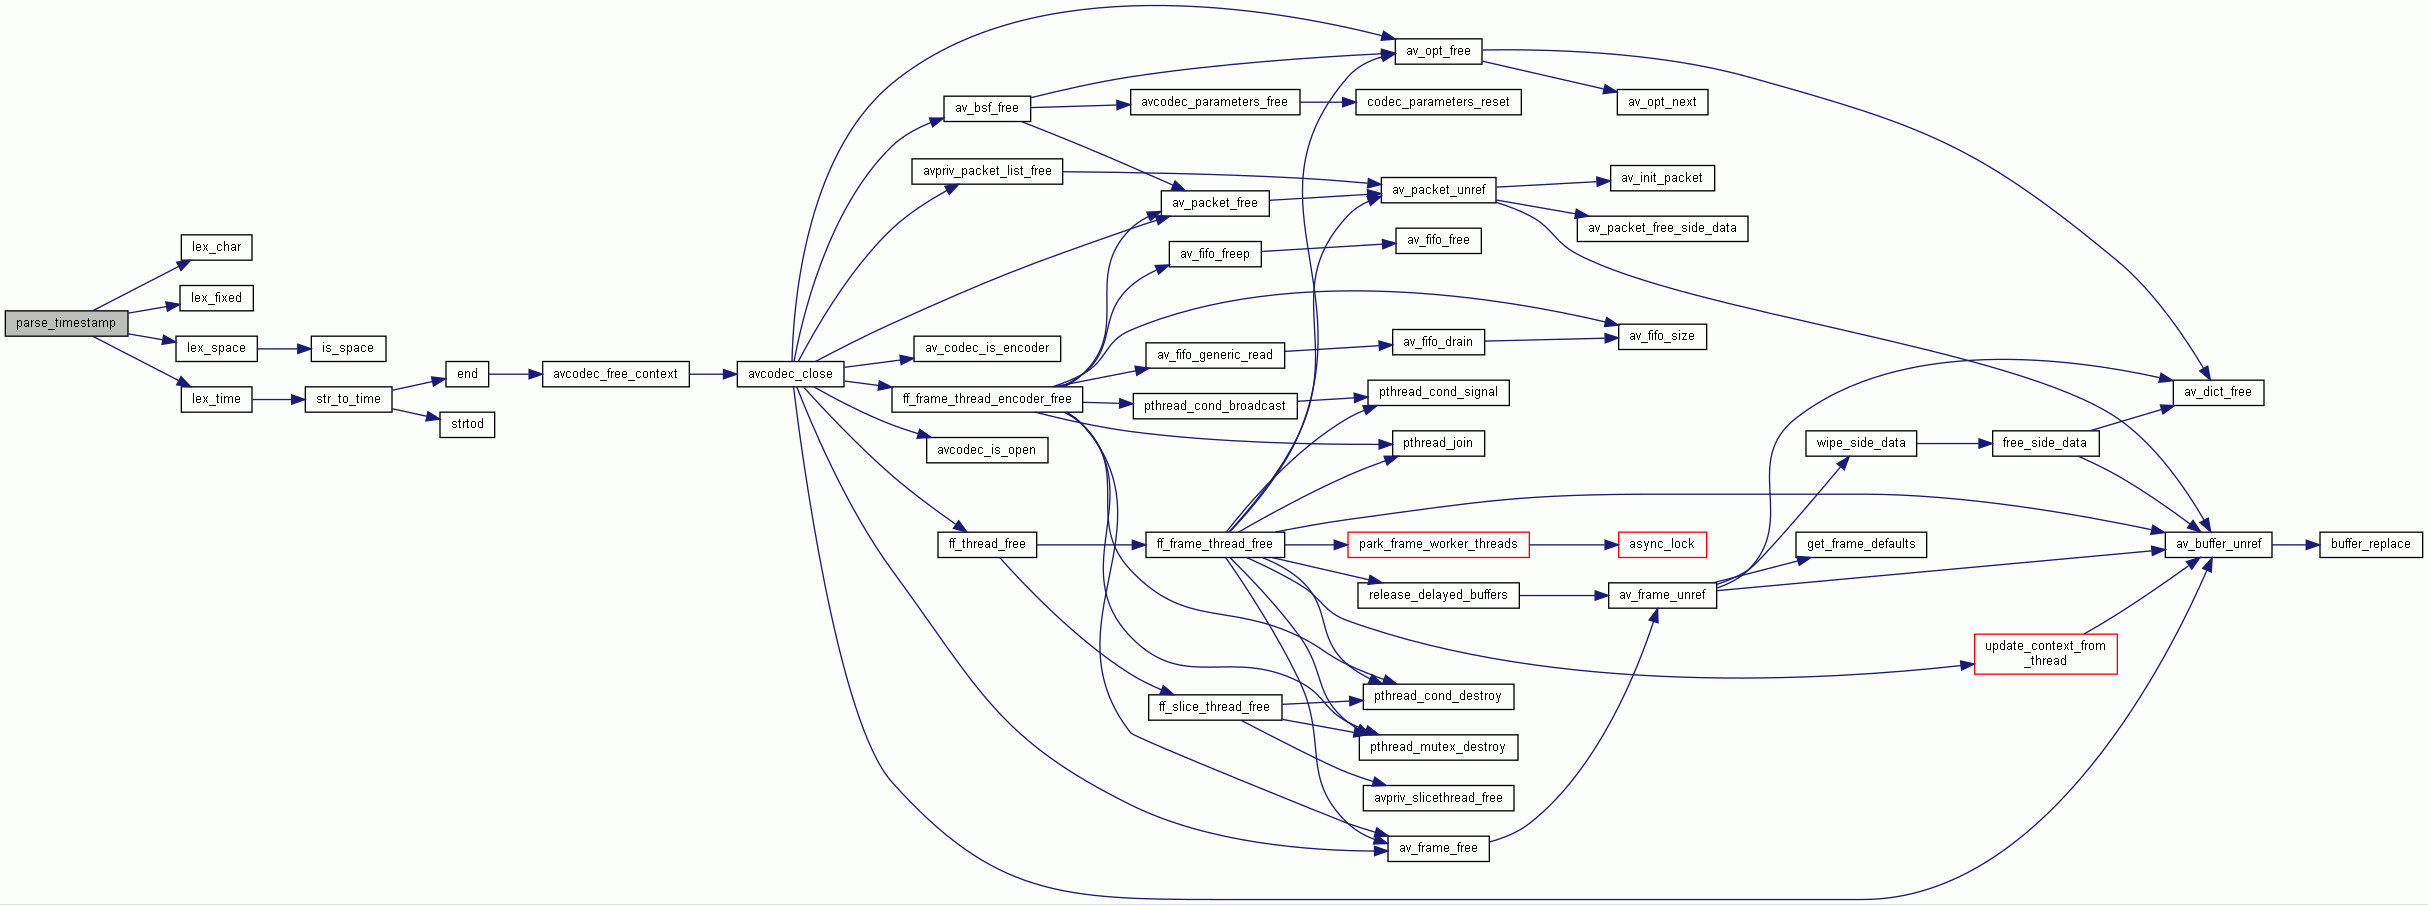 parse_timestamp
lex_char
lex_fixed
lex_space
lex_time
is_space
str_to_time
end
strtod
avcodec_free_context
avcodec_close
av_bsf_free
avpriv_packet_list_free
av_codec_is_encoder
ff_frame_thread_encoder_free
avcodec_is_open
ff_thread_free
avcodec_parameters_free
av_packet_free
av_fifo_freep
av_fifo_generic_read
pthread_cond_broadcast
ff_frame_thread_free
ff_slice_thread_free
av_opt_free
codec_parameters_reset
av_packet_unref
av_fifo_free
av_fifo_drain
pthread_cond_signal
pthread_join
park_frame_worker_threads
release_delayed_buffers
pthread_cond_destroy
pthread_mutex_destroy
avpriv_slicethread_free
av_frame_free
av_opt_next
av_init_packet
av_packet_free_side_data
av_fifo_size
async_lock
av_frame_unref
wipe_side_data
get_frame_defaults
free_side_data
update_context_from
_thread
av_dict_free
av_buffer_unref
buffer_replace